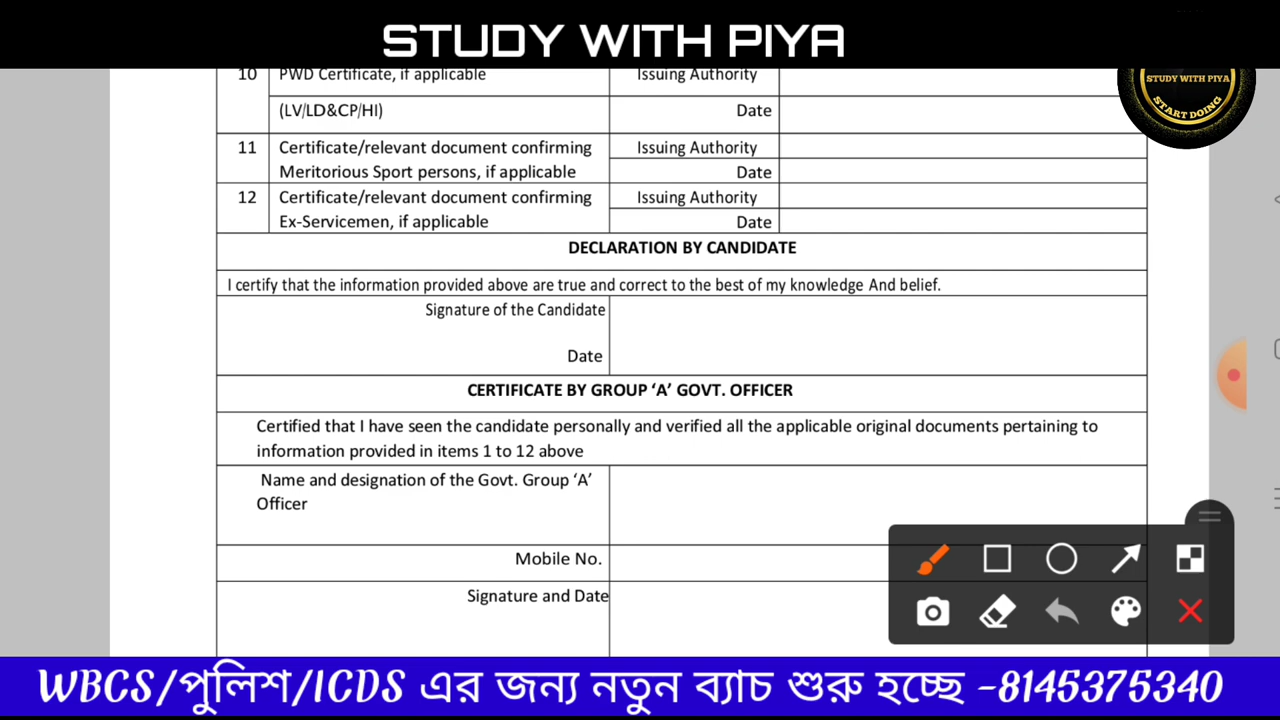 STUDY WITH PIYA
STUDY WITH PIYA
START DOING
10 PWD Certificate, if applicable Issuing Authority
(LV/LD&CP/HI) Date
11 Certificate/relevant document confirming Issuing Authority
Meritorious Sport persons, if applicable Date
12 Certificate/relevant document confirming Issuing Authority
Ex-Servicemen, if applicable Date
DECLARATION BY CANDIDATE
I certify that the information provided above are true and correct to the best of my knowledge And belief.
Signature of the Candidate
Date
CERTIFICATE BY GROUP ‘A’ GOVT. OFFICER
Certified that I have seen the candidate personally and verified all the applicable original documents pertaining to
information provided in items 1 to 12 above
Name and designation of the Govt. Group ‘A’
Officer
Mobile No.
Signature and Date
WBCS/পুলিশ/ICDS এর জন্য নতুন ব্যাচ শুরু হচ্ছে -8145375340